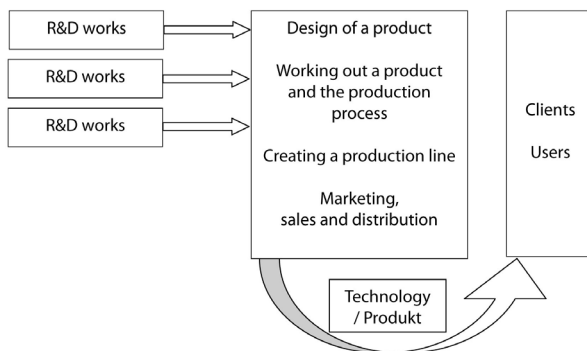 R&D works
R&D works
R&D works
Design of a product
Working out a product
and the production
process
Creating a production line
Marketing,
sales and distribution
Clients
Users
Technology
/ Produkt